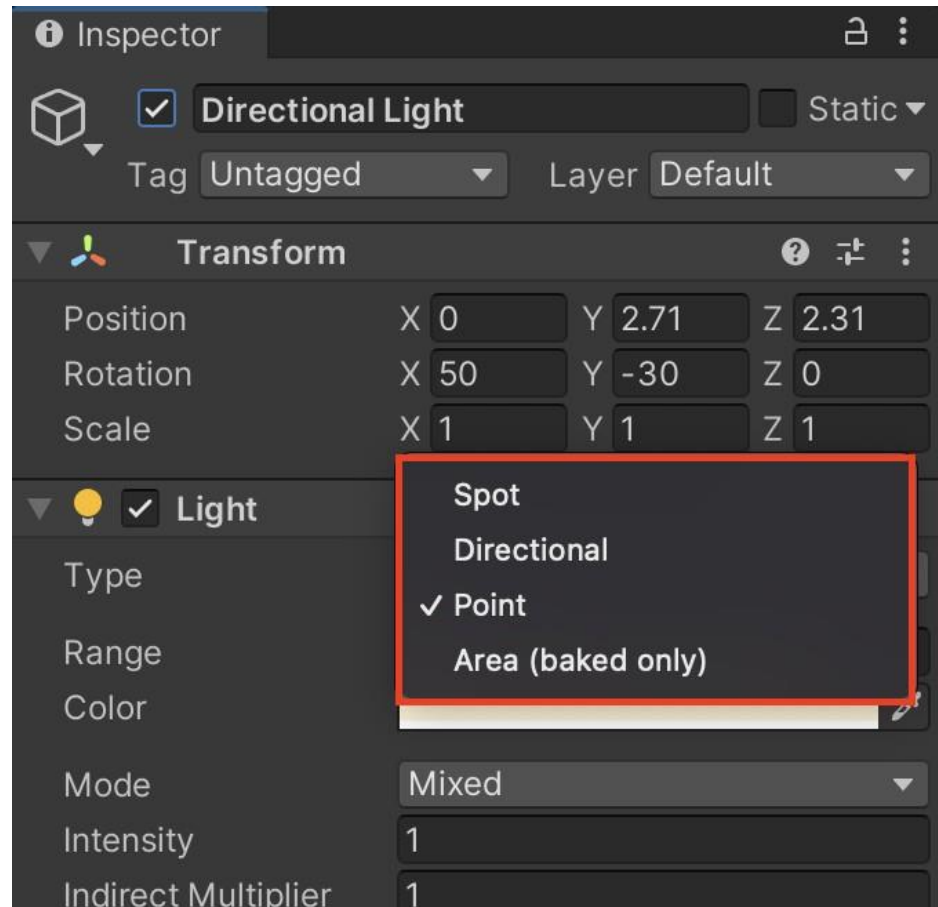 Inspector
Directional Light Static
Tag Untagged Layer Default
Transform
Position X 0 Y 2.71 Z 2.31
Rotation X 50 Y -30 Z 0
Scale X 1 Y 1 Z 1
Light
Spot
Directional
Type
Point
Range
Area (baked only)
Color
Mode Mixed
Intensity 1
Indirect Multiplier 1